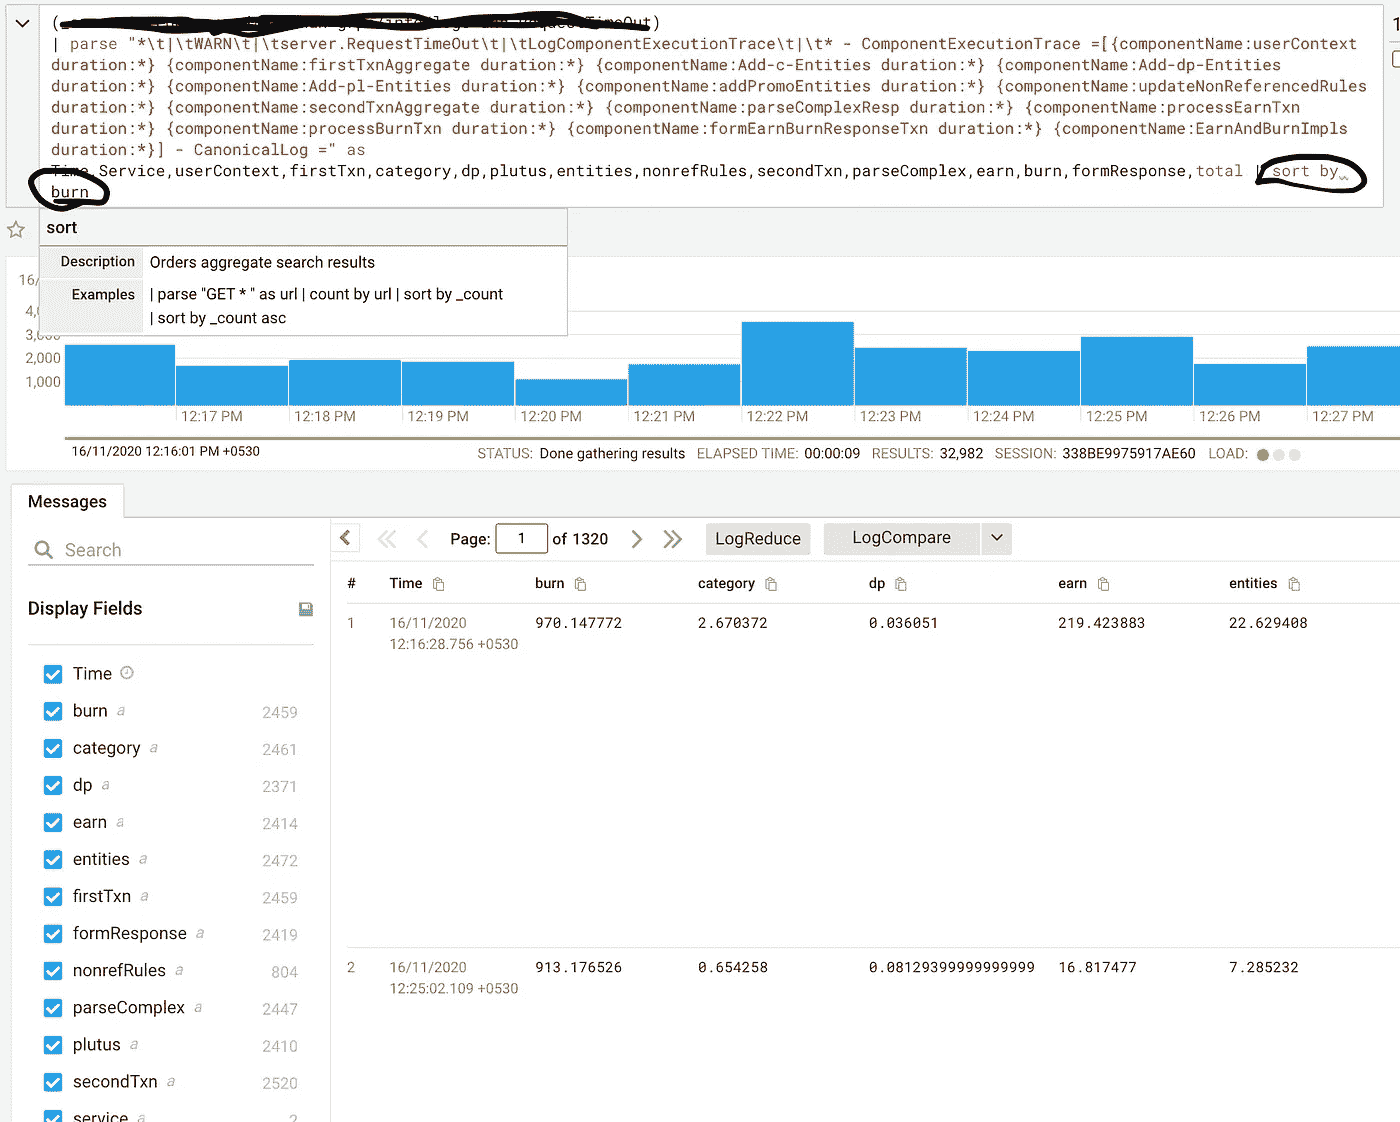 | parse "*\t|\tWARN\t|\tserver.RequestTimeOut\t|\tLogComponentExecutionTrace\t|\t* - ComponentExecutionTrace =[{componentName:userContext
duration:*} {componentName:firstTxnAggregate duration:*} {componentName:Add-c-Entities duration:*} {componentName:Add-dp-Entities
duration:*} {componentName:Add-pl-Entities duration:*} {componentName:addPromoEntities duration:*} {componentName:updateNonReferencedRules
duration:*} {componentName:secondTxnAggregate duration:*} {componentName:parseComplexResp duration:*} {componentName:processEarnTxn
duration:*} {componentName:processBurnTxn duration:*} {componentName:formEarnBurnResponseTxn duration:*} {componentName:EarnAndBurnImpls
duration:*}] - CanonicalLog =" as
Time,Service,userContext,firstTxn,category,dp,plutus,entities,nonrefRules,secondTxn,parseComplex,earn,burn,formResponse,total | sort by
burn
sort
Description Orders aggregate search results
Examples | parse "GET * " as url | count by url | sort by _count
| sort by _count asc
16/
4,
3,000
2,000
1,000
12:17 PM 12:18 PM 12:19 PM 12:20 PM 12:21 PM 12:22 PM 12:23 PM 12:24 PM 12:25 PM 12:26 PM 12:27 PM
16/11/2020 12:16:01 PM +0530 STATUS: Done gathering results ELAPSED TIME: 00:00:09 RESULTS: 32,982 SESSION: 338BE9975917AE60 LOAD:
Messages
Search
Page: 1 of 1320 LogReduce LogCompare
Display Fields
# Time burn category dp earn entities
1 16/11/2020 970.147772 2.670372 0.036051 219.423883 22.629408
12:16:28.756 +0530
Time
burn a 2459
category a 2461
dp a 2371
earn a 2414
entities a 2472
firstTxn a 2459
formResponse a 2419
2 16/11/2020 913.176526 0.654258 0.08129399999999999 16.817477 7.285232
12:25:02.109 +0530
nonrefRules a 804
parseComplex a 2447
plutus a 2410
secondTxn a 2520
service a 2